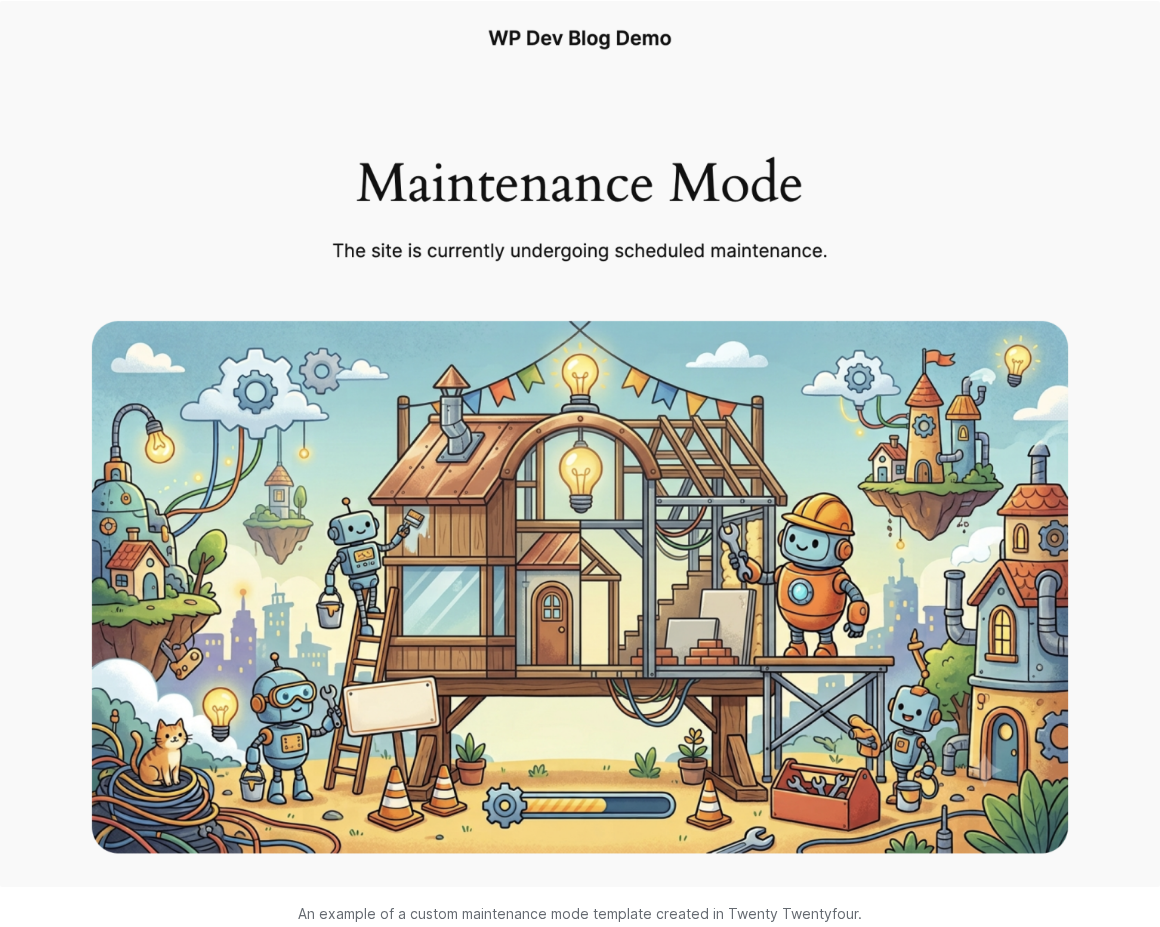 WP Dev Blog Demo
Maintenance Mode
The site is currently undergoing scheduled maintenance.
An example of a custom maintenance mode template created in Twenty Twentyfour.